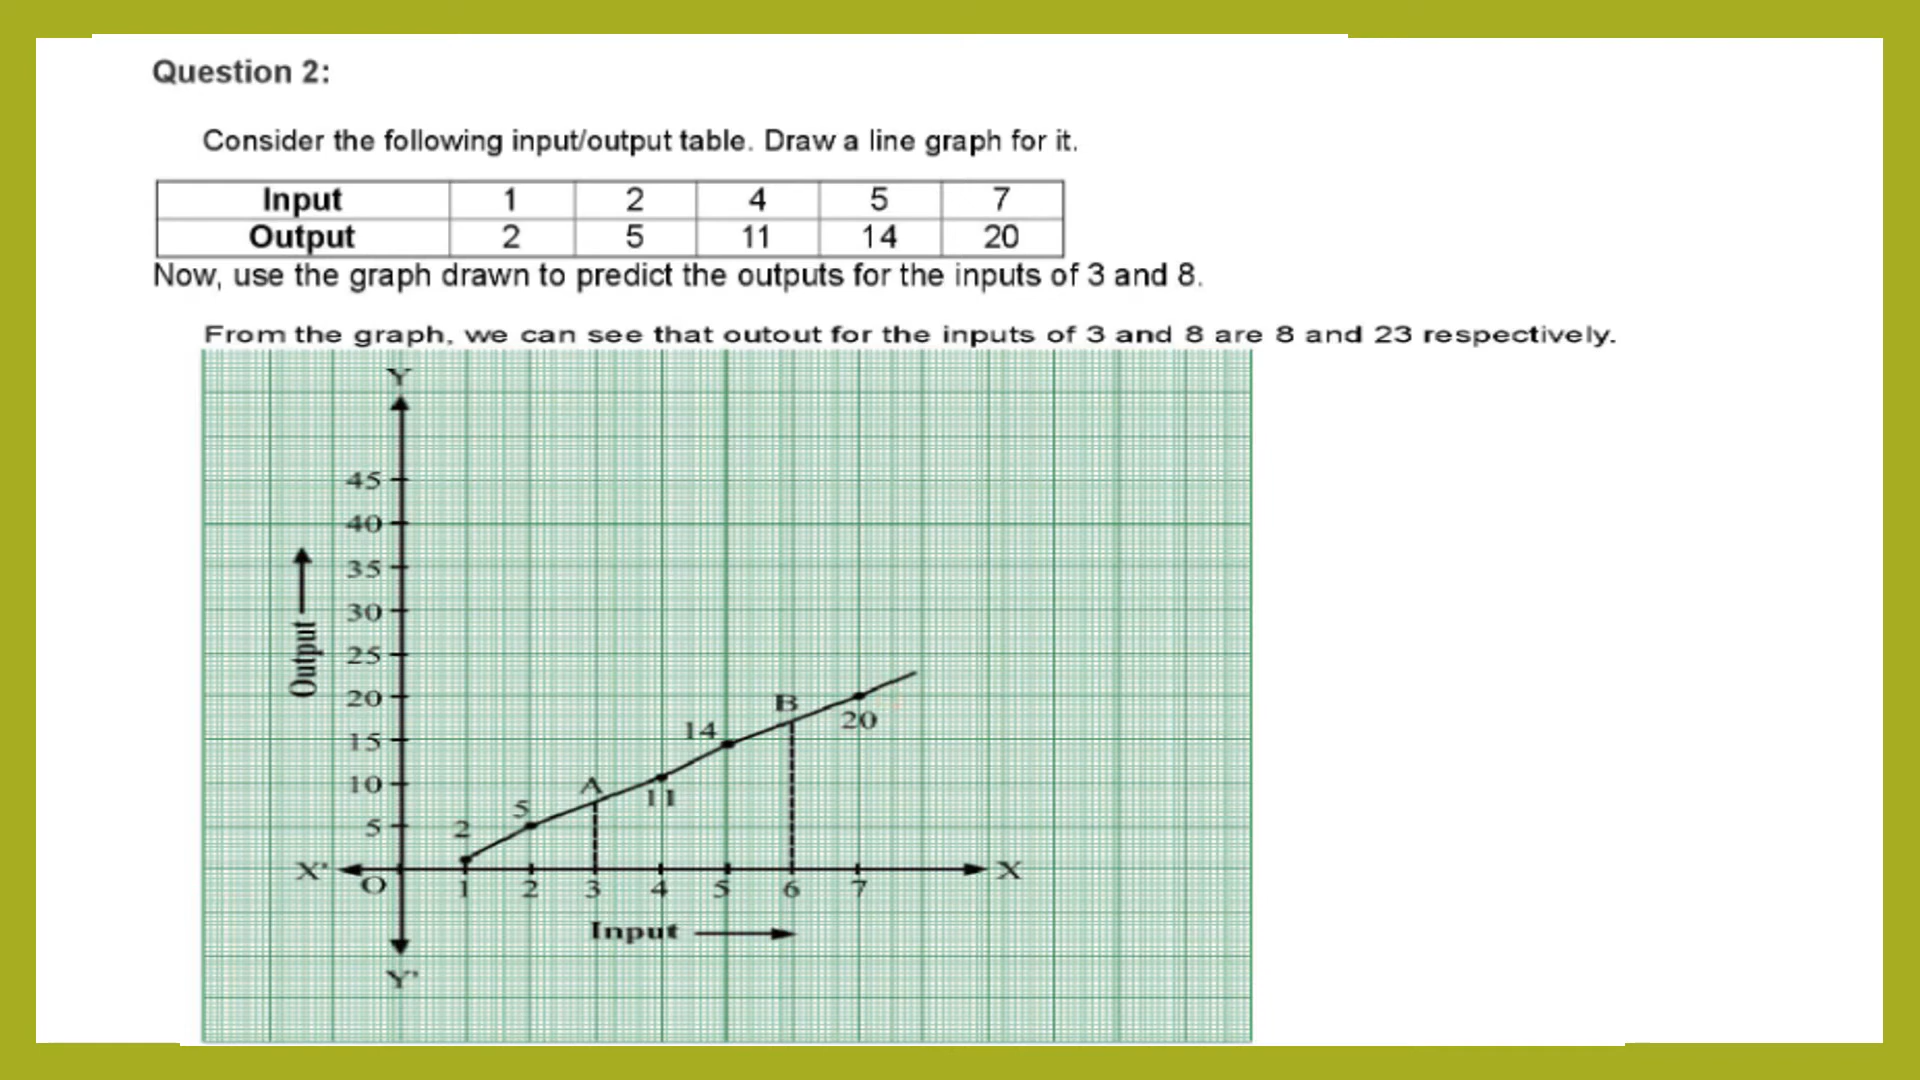 Question 2:
Consider the following input/output table. Draw a line graph for it.
Input 1 2 4 5 7
Output 2 5 11 14 20
Now, use the graph drawn to predict the outputs for the inputs of 3 and 8.
From the graph, we can see that outout for the inputs of 3 and 8 are 8 and 23 respectively.
Y
45
40
35
30
25
20
15
10
5
Output
B
20
14
A
11
5
2
X'
O
X
1 2 3 4 5 6 7
Input
Y'